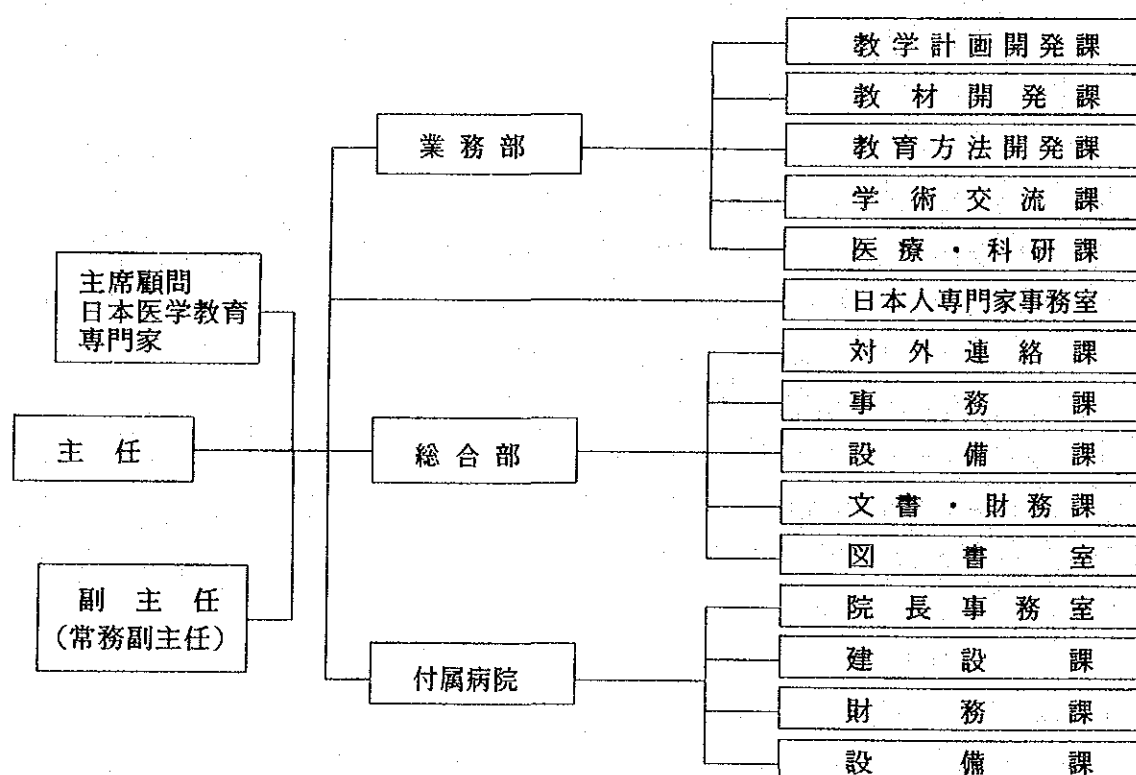 主席顧問
日本医学教育
専門家
主任
副主任
(常務副主任)
業務部
総合部
付属病院
教学計画開発課
教材開発課
教育方法開発課
学術交流課
医療・科研課
日本人専門家事務室
対外連絡課
事務課
設備課
文書・財務課
図書室
院長事務室
建設課
財務課
設備課